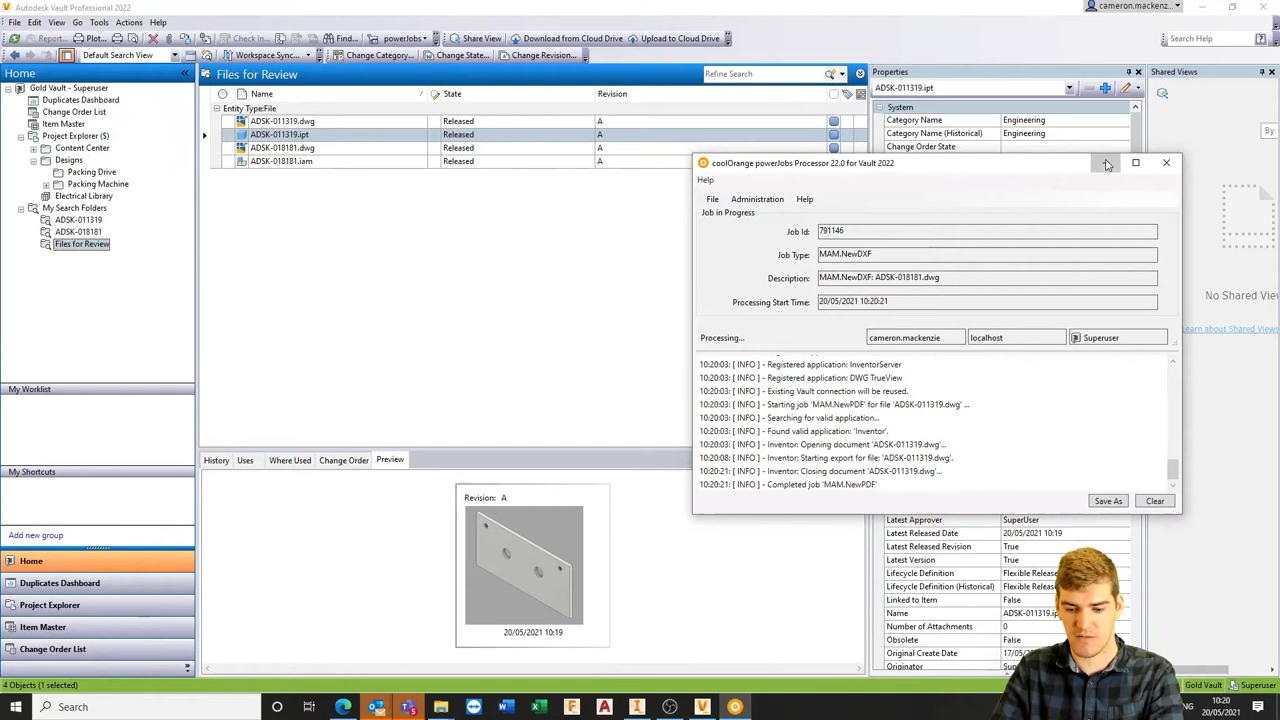 Autodesk Vault Professional 2022
cameron.mackenz...
File Edit View Go Tools Actions Help
Report... Plot... Check In... Find... powerJobs Share View Download from Cloud Drive Upload to Cloud Drive
Search Help
Default Search View Workspace Sync... Change Category... Change State... Change Revision...
Home
Gold Vault - Superuser
Duplicates Dashboard
Change Order List
Item Master
Project Explorer ($)
Content Center
Designs
Packing Drive
Packing Machine
Electrical Library
My Search Folders
ADSK-011319
ADSK-018181
Files for Review
My Worklist
My Shortcuts
Add new group
Home
Duplicates Dashboard
Project Explorer
Item Master
Change Order List
4 Objects (1 selected)
Files for Review
Refine Search
Name State Revision
Entity Type:File
ADSK-011319.dwg Released A
ADSK-011319.ipt Released A
ADSK-018181.dwg Released A
ADSK-018181.iam Released A
History Uses Where Used Change Order Preview
Revision: A
20/05/2021 10:19
Properties
ADSK-011319.ipt
System
Category Name Engineering
Category Name (Historical) Engineering
Change Order State
Shared Views
By
No Shared View
Learn about Shared Views
coolOrange powerJobs Processor 22.0 for Vault 2022
Help
File Administration Help
Job in Progress
Job Id: 791146
Job Type: MAM.NewDXF
Description: MAM.NewDXF: ADSK-018181.dwg
Processing Start Time: 20/05/2021 10:20:21
Processing... cameron.mackenzie localhost Superuser
10:20:03: [ INFO ] - Registered application: InventorServer
10:20:03: [ INFO ] - Registered application: DWG TrueView
10:20:03: [ INFO ] - Existing Vault connection will be reused.
10:20:03: [ INFO ] - Starting job 'MAM.NewPDF' for file 'ADSK-011319.dwg' ...
10:20:03: [ INFO ] - Searching for valid application...
10:20:03: [ INFO ] - Found valid application: 'Inventor'.
10:20:03: [ INFO ] - Inventor: Opening document 'ADSK-011319.dwg'...
10:20:08: [ INFO ] - Inventor: Starting export for file: 'ADSK-011319.dwg'.
10:20:21: [ INFO ] - Inventor: Closing document 'ADSK-011319.dwg'...
10:20:21: [ INFO ] - Completed job 'MAM.NewPDF'
Save As Clear
Latest Approver SuperUser
Latest Released Date 20/05/2021 10:19
Latest Released Revision True
Latest Version True
Lifecycle Definition Flexible Release
Lifecycle Definition (Historical) Flexible Release
Linked to Item False
Name ADSK-011319.ip
Number of Attachments 0
Obsolete False
Original Create Date 17/05
Originator
Gold Vault Superuser
Search
ENG
10:20
20/05/2021